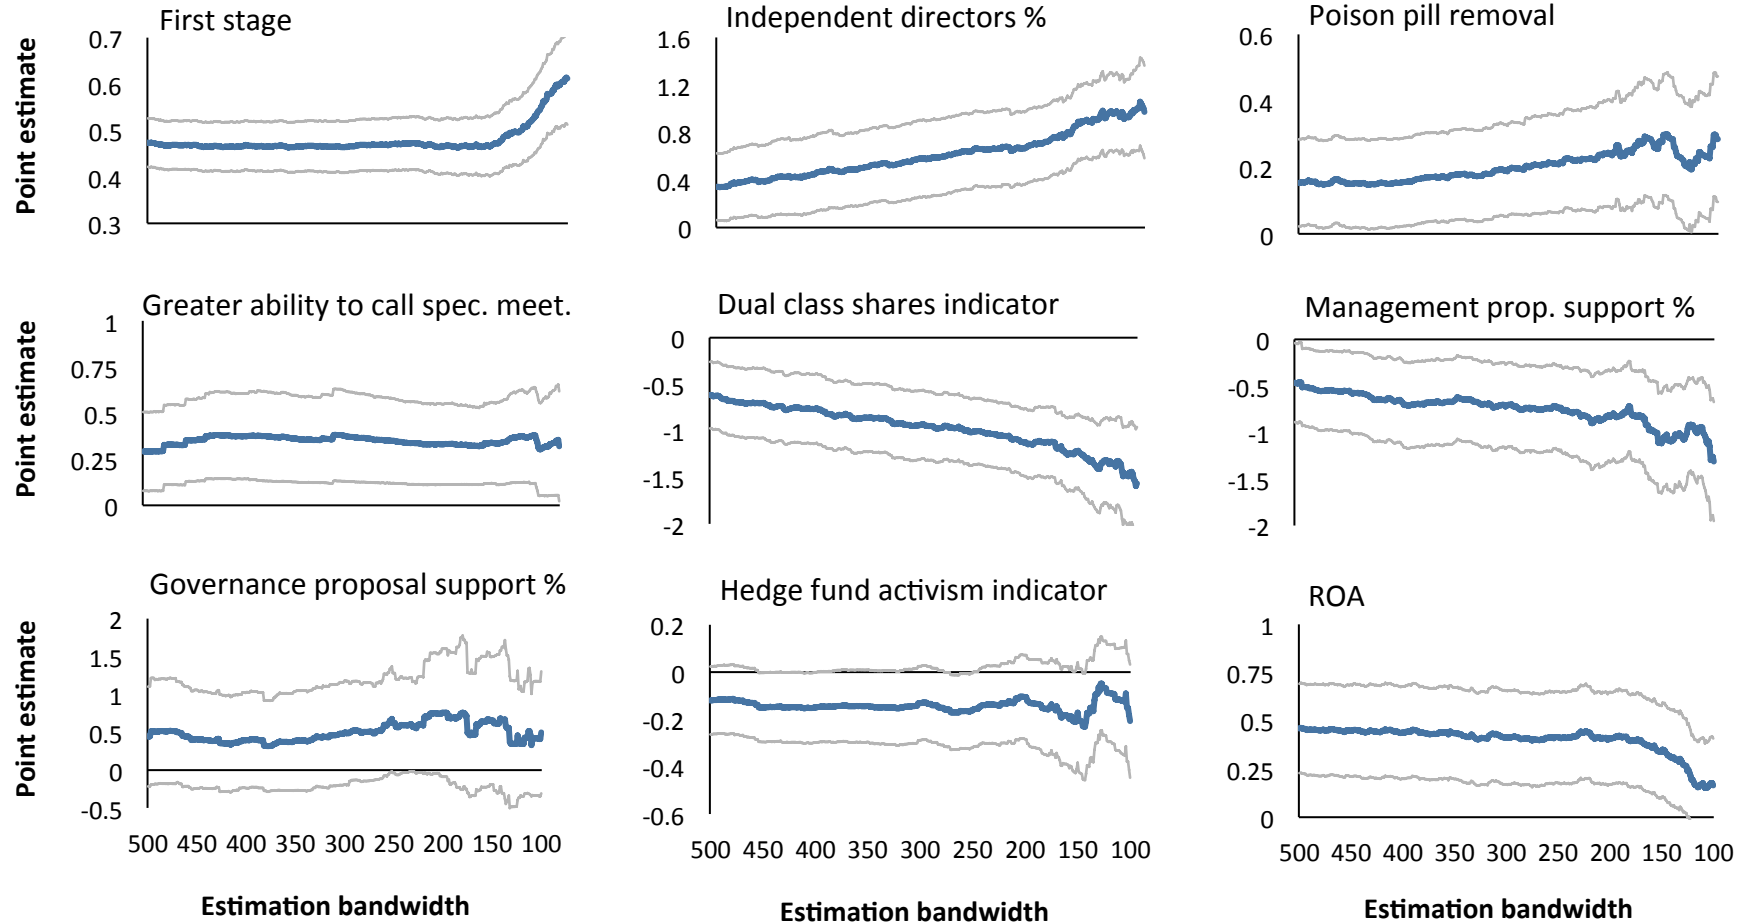 First stage
Point estimate
0.7
0.6
0.5
0.4
0.3
Independent directors %
1.6
1.2
0.8
0.4
0
Poison pill removal
0.6
0.4
0.2
0
Greater ability to call spec. meet.
Point estimate
1
0.75
0.5
0.25
0
Dual class shares indicator
0
-0.5
-1
-1.5
-2
Management prop. support %
0
-0.5
-1
-1.5
-2
Governance proposal support %
Point estimate
2
1.5
1
0.5
0
-0.5
500 450 400 350 300 250 200 150 100
Estimation bandwidth
Hedge fund activism indicator
0.2
0
-0.2
-0.4
-0.6
500 450 400 350 300 250 200 150 100
Estimation bandwidth
ROA
1
0.75
0.5
0.25
0
500 450 400 350 300 250 200 150 100
Estimation bandwidth